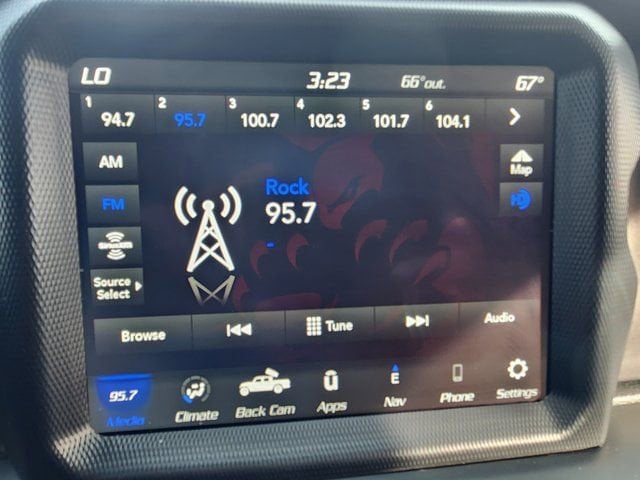 LO 3:23 66°out. 67°
1 94.7 2 95.7 3 100.7 4 102.3 5 101.7 6 104.1
AM
Map
Rock
FM
95.7
SiriusXM
Source
Select
Browse Tune Audio
95.7 E
Media Climate Back Cam Apps Nav Phone Settings